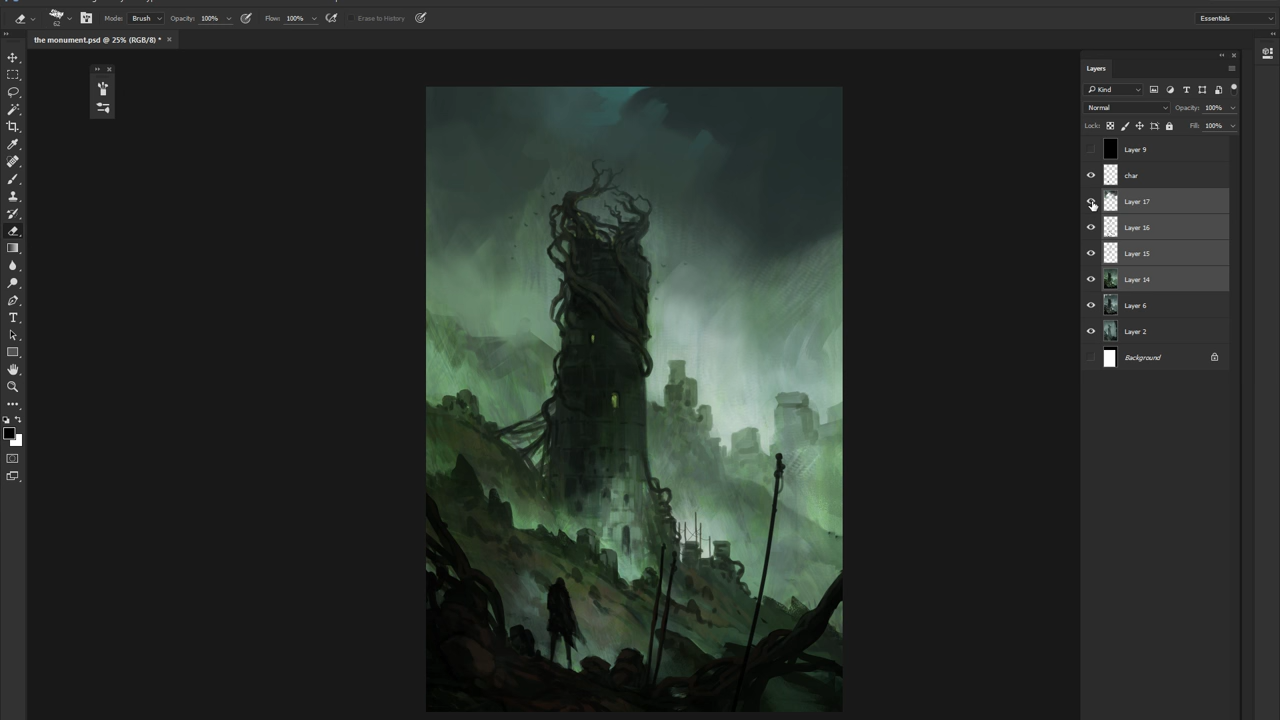 62
Mode: Brush Opacity: 100% Flow: 100% Erase to History Essentials
the monument.psd @ 25% (RGB/8) * ×
Layers
Kind
Normal Opacity: 100%
Lock: Fill: 100%
Layer 9
char
Layer 17
Layer 16
Layer 15
Layer 14
Layer 6
Layer 2
Background